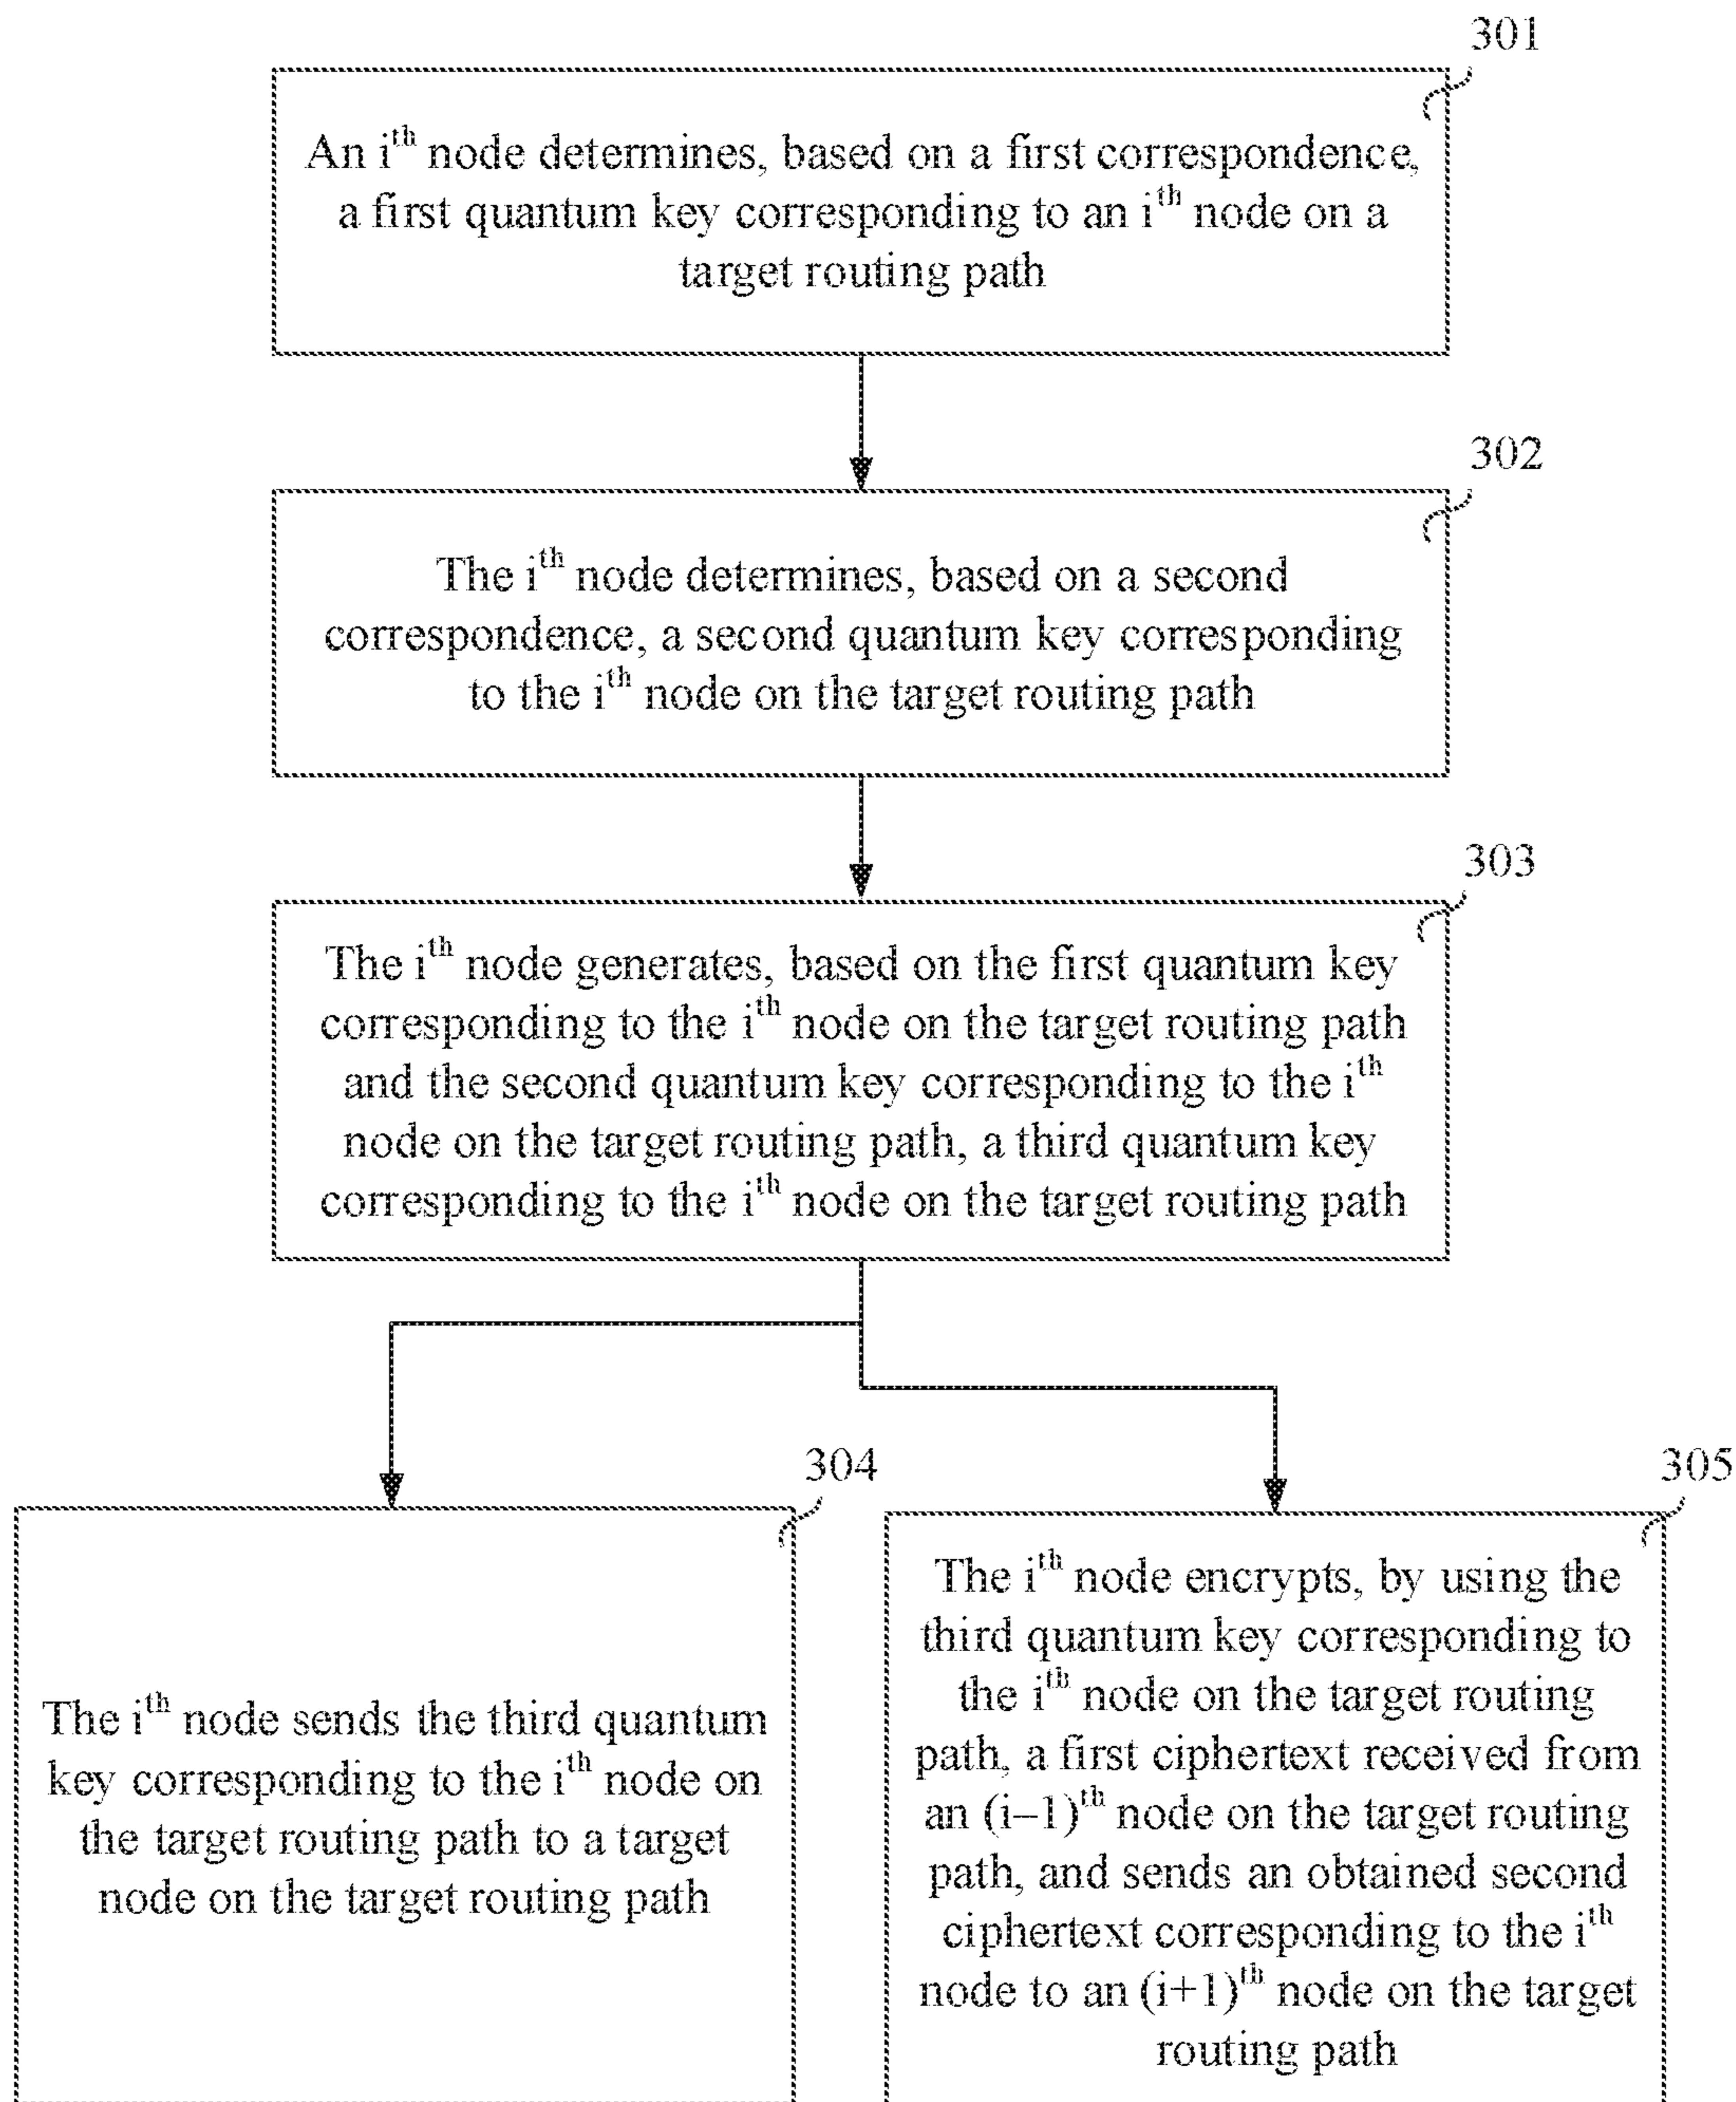 301
An iᵗʰ node determines, based on a first correspondence,
a first quantum key corresponding to an iᵗʰ node on a
target routing path
302
The iᵗʰ node determines, based on a second
correspondence, a second quantum key corresponding
to the iᵗʰ node on the target routing path
303
The iᵗʰ node generates, based on the first quantum key
corresponding to the iᵗʰ node on the target routing path
and the second quantum key corresponding to the iᵗʰ
node on the target routing path, a third quantum key
corresponding to the iᵗʰ node on the target routing path
304
The iᵗʰ node sends the third quantum
key corresponding to the iᵗʰ node on
the target routing path to a target
node on the target routing path
305
The iᵗʰ node encrypts, by using the
third quantum key corresponding to
the iᵗʰ node on the target routing
path, a first ciphertext received from
an (i–1)ᵗʰ node on the target routing
path, and sends an obtained second
ciphertext corresponding to the iᵗʰ
node to an (i+1)ᵗʰ node on the target
routing path